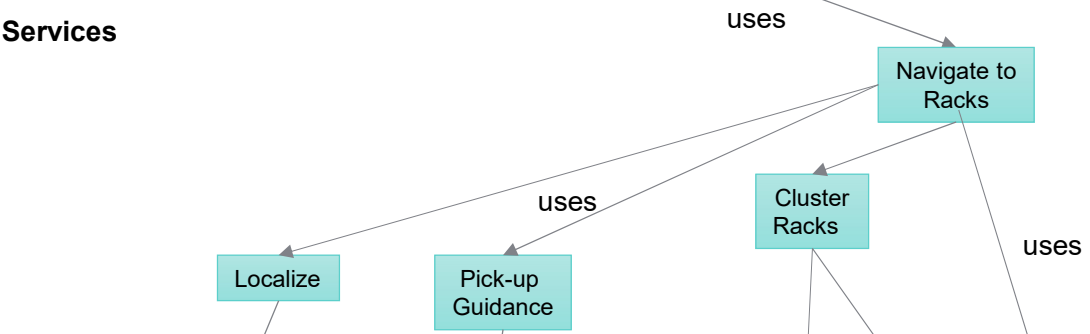 uses
Services
Navigate to
Racks
uses
Cluster
Racks
uses
Localize
Pick-up
Guidance